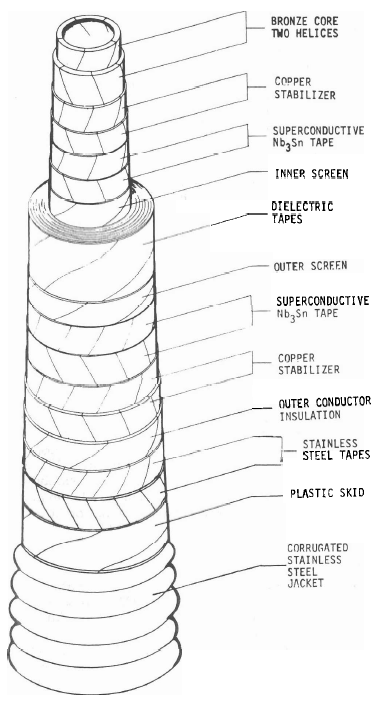 BRONZE CORE
TWO HELICES
COPPER
STABILIZER
SUPERCONDUCTIVE
Nb3Sn TAPE
INNER SCREEN
DIELECTRIC
TAPES
OUTER SCREEN
SUPERCONDUCTIVE
Nb3Sn TAPE
COPPER
STABILIZER
OUTER CONDUCTOR
INSULATION
STAINLESS
STEEL TAPES
PLASTIC SKID
CORRUGATED
STAINLESS
STEEL
JACKET